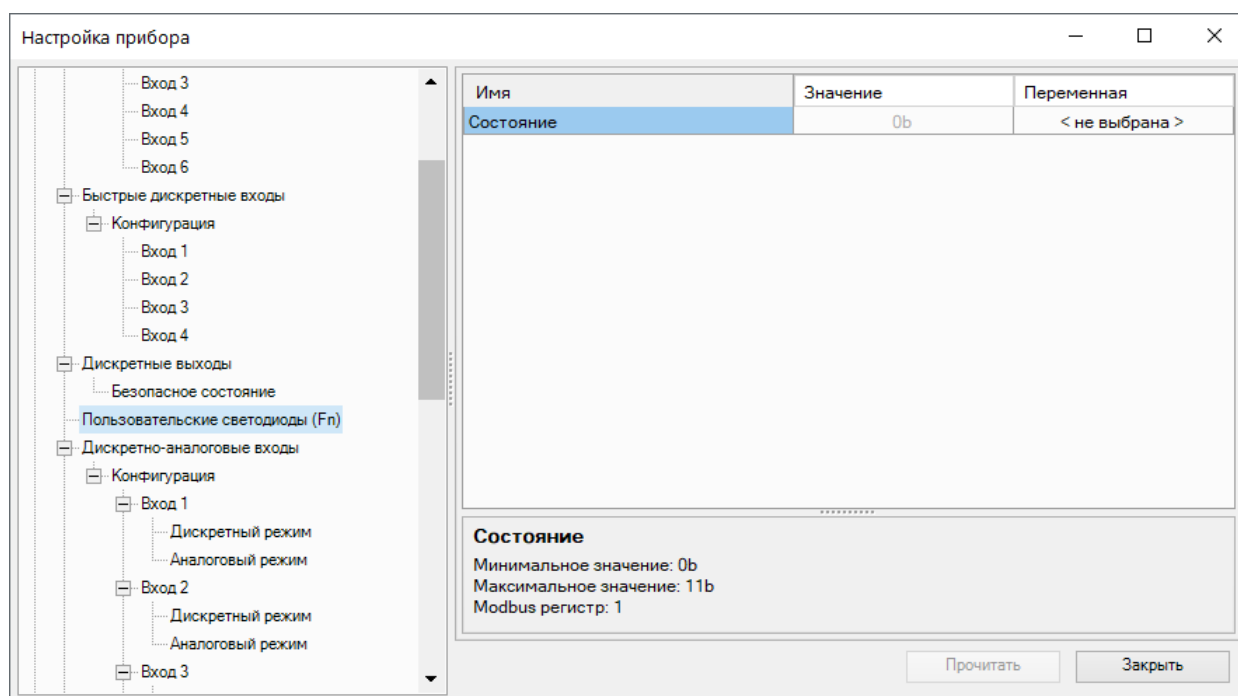 Настройка прибора
Вход 3
Вход 4
Вход 5
Вход 6
Быстрые дискретные входы
Конфигурация
Вход 1
Вход 2
Вход 3
Вход 4
Дискретные выходы
Безопасное состояние
Пользовательские светодиоды (Fn)
Дискретно-аналоговые входы
Конфигурация
Вход 1
Дискретный режим
Аналоговый режим
Вход 2
Дискретный режим
Аналоговый режим
Вход 3
Имя Значение Переменная
Состояние 0b < не выбрана >
Состояние
Минимальное значение: 0b
Максимальное значение: 11b
Modbus регистр: 1
Прочитать Закрыть